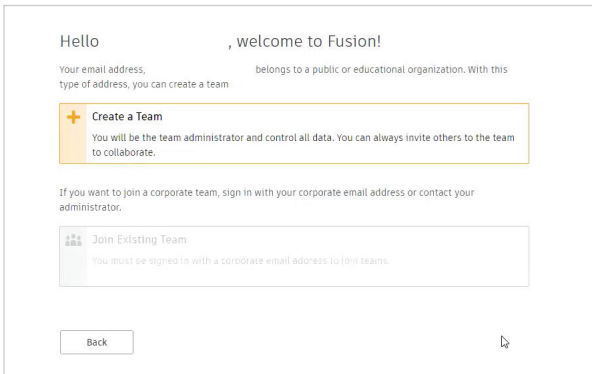 Hello , welcome to Fusion!
Your email address, belongs to a public or educational organization. With this
type of address, you can create a team
Create a Team
You will be the team administrator and control all data. You can always invite others to the team
to collaborate.
If you want to join a corporate team, sign in with your corporate email address or contact your
administrator.
Join Existing Team
You must be signed in with a corporate email address to join teams.
Back